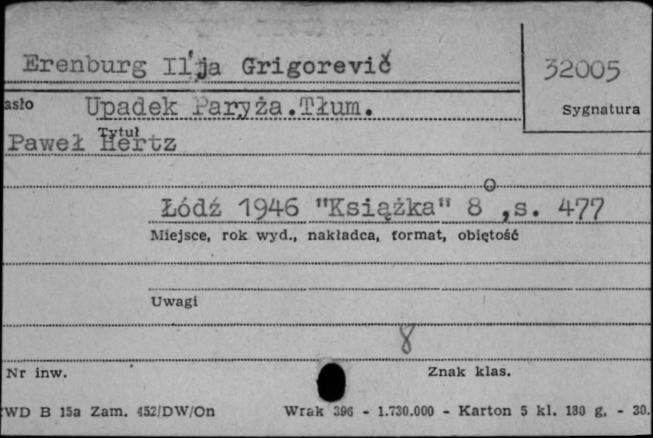 Erenburg Il'ja Grigorevič
32005
asło Upadek Paryża.Tłum.
Sygnatura
Tytuł
Paweł Hertz
Łódź 1946 "Książka" 8°,s. 477
Miejsce, rok wyd., nakładca, format, objętość
Uwagi
8
Nr inw. Znak klas.
WD B 15a Zam. 452/DW/On Wrak 396 - 1.730.000 - Karton 5 kl. 180 g, - 30.